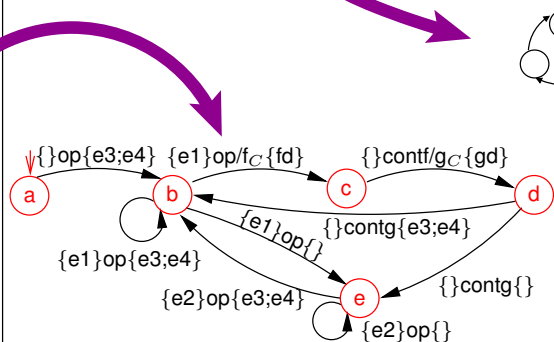 {}op{e3;e4} {e1}op/f_C{fd} {}contf/g_C{gd}
a b c d
{e1}op{} {}contg{e3;e4}
{e1}op{e3;e4}
{}contg{}
{e2}op{e3;e4} e
{e2}op{}